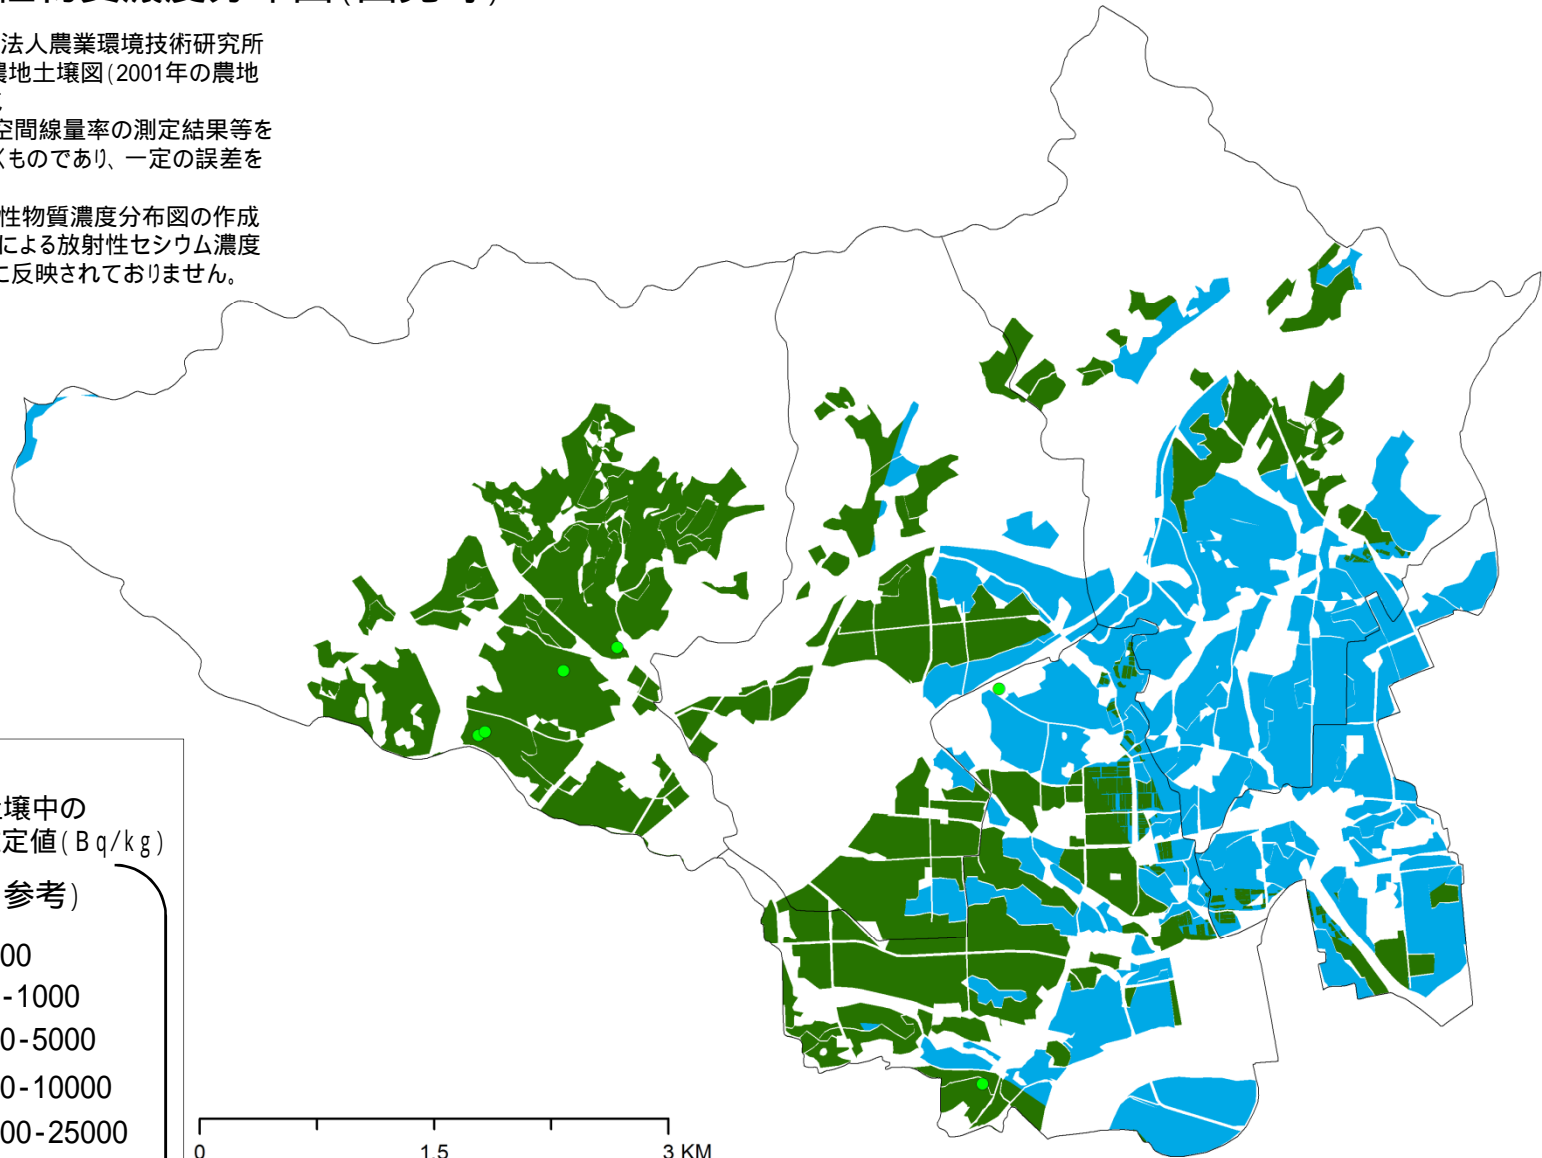 法人農業環境技術研究所
農地土壌図(2001年の農地
空間線量率の測定結果等を
くものであり、一定の誤差を
性物質濃度分布図の作成
による放射性セシウム濃度
に反映されておりません。
土壌中の
定値(Bq/kg)
参考)
00
-1000
0-5000
0-10000
00-25000
0 1.5 3 KM